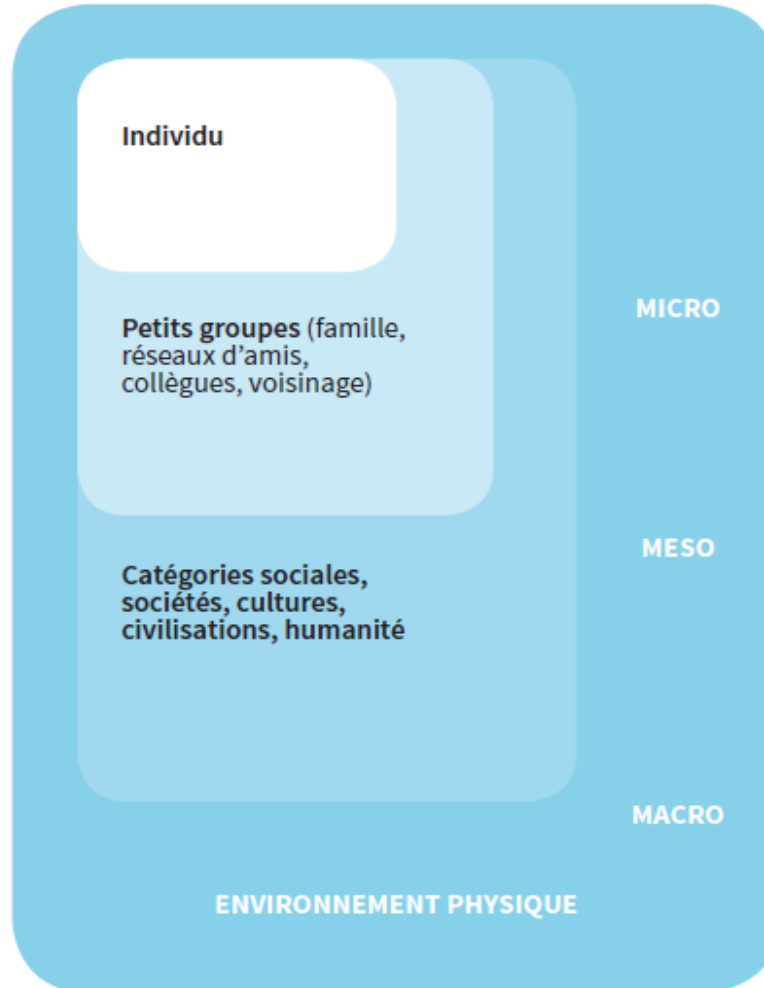 Individu
MICRO
Petits groupes (famille,
réseaux d’amis,
collègues, voisinage)
MESO
Catégories sociales,
sociétés, cultures,
civilisations, humanité
MACRO
ENVIRONNEMENT PHYSIQUE